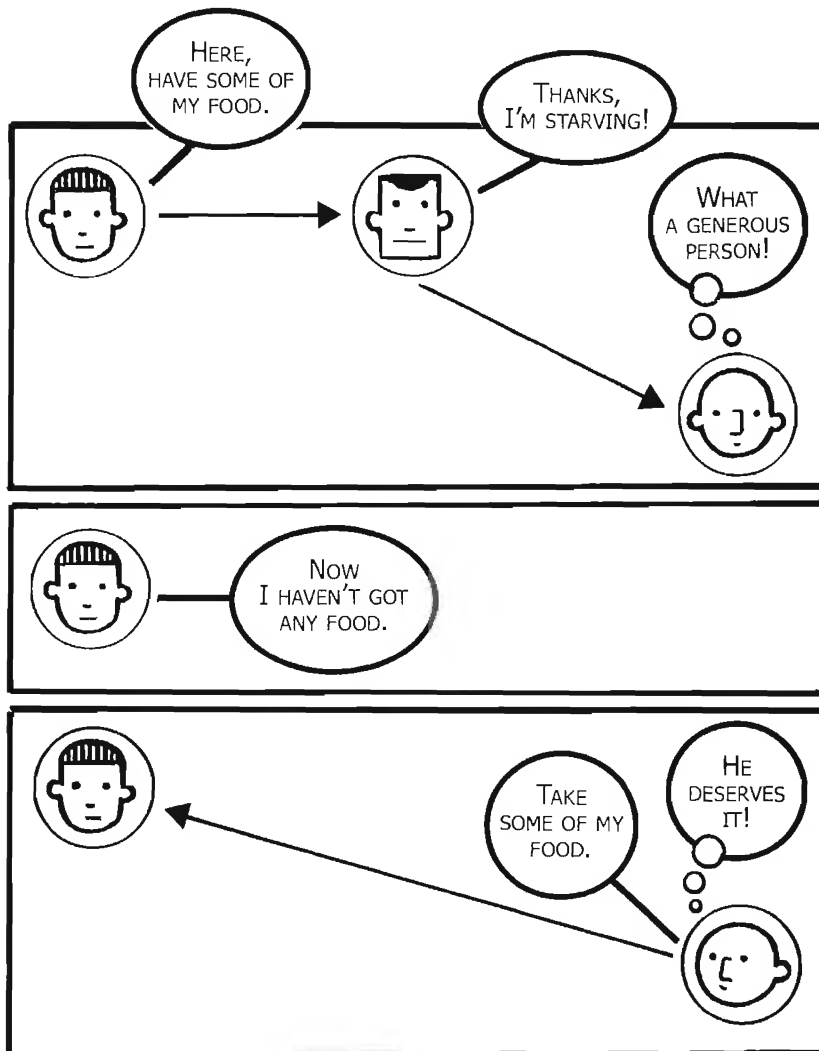 HERE,
HAVE SOME OF
MY FOOD.
THANKS,
I'M STARVING!
WHAT
A GENEROUS
PERSON!
NOW
I HAVEN'T GOT
ANY FOOD.
TAKE
SOME OF MY
FOOD.
HE
DESERVES
IT!